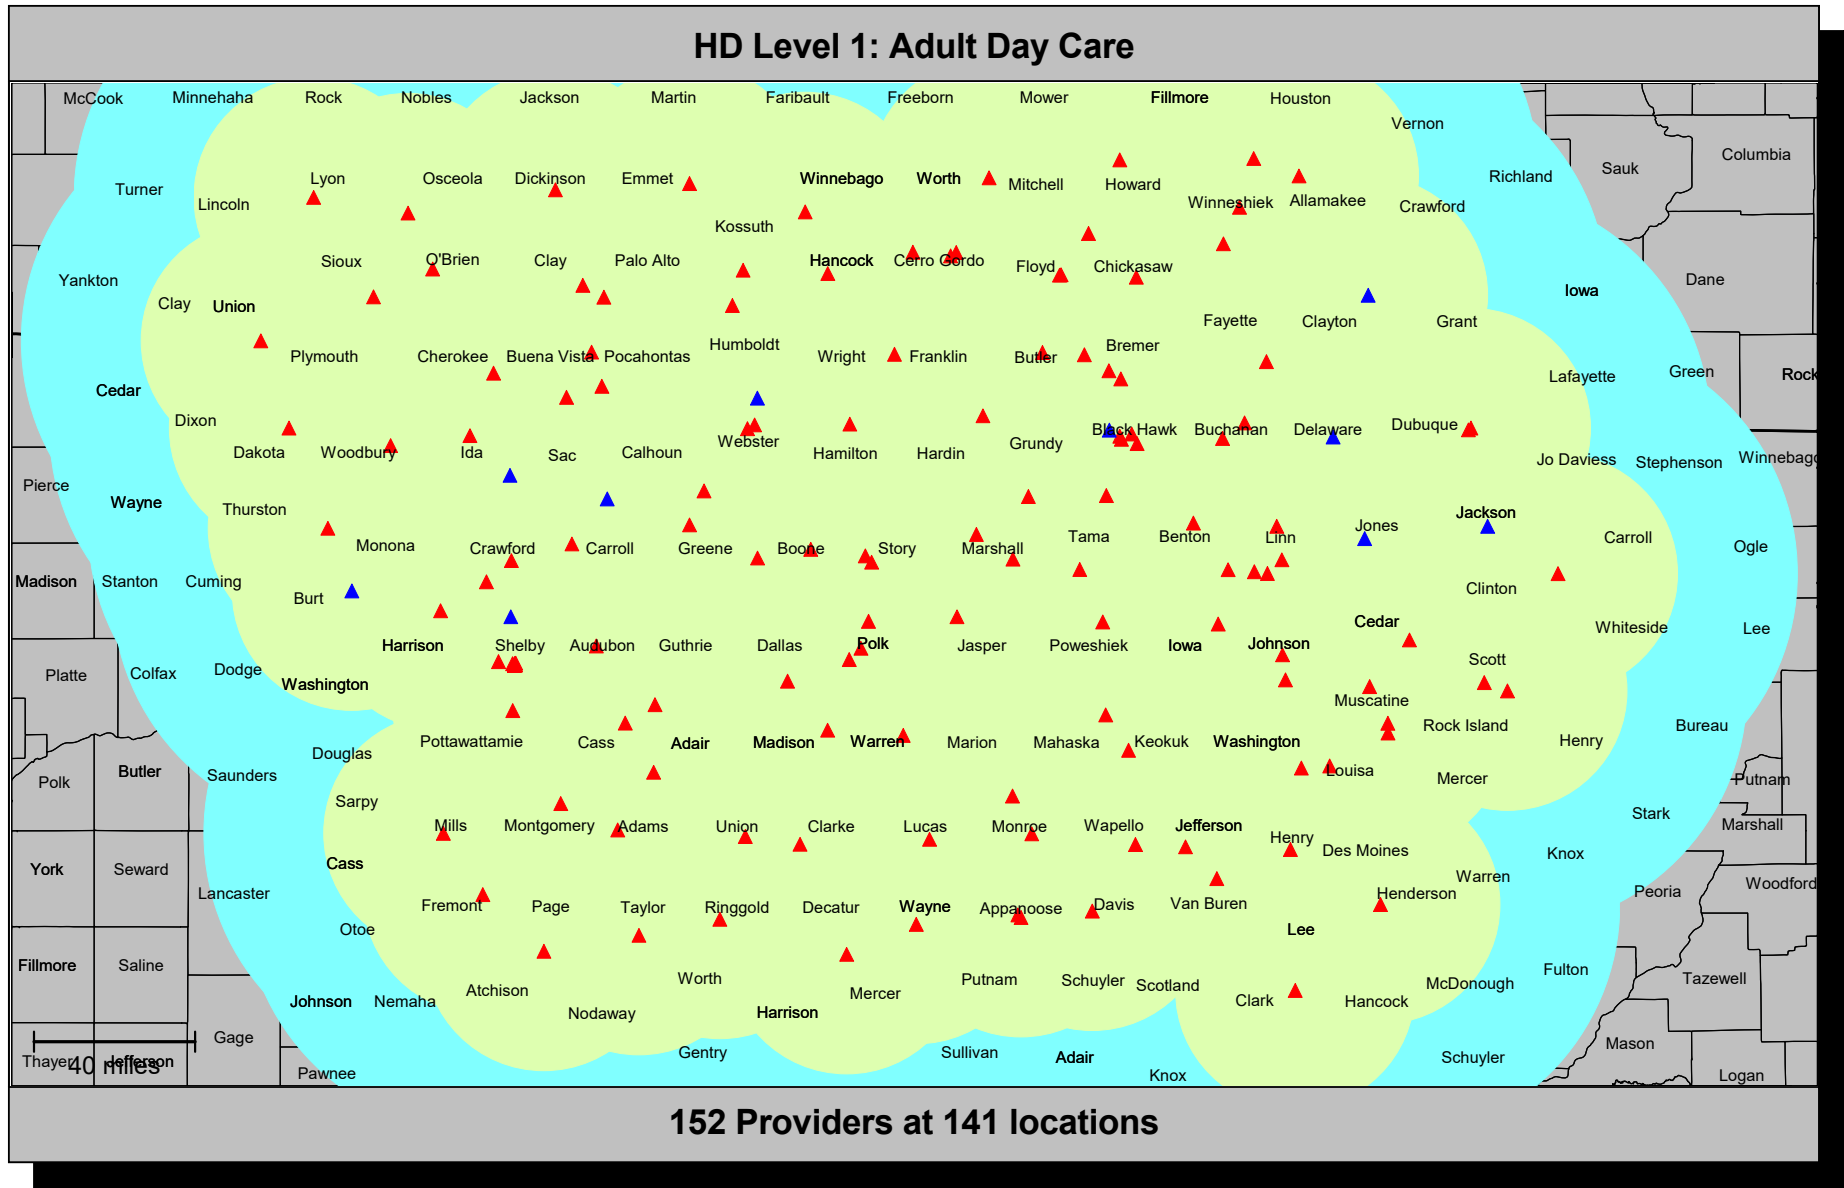 HD Level 1: Adult Day Care
McCook Minnehaha Rock Nobles Jackson Martin Faribault Freeborn Mower Fillmore Houston
Vernon
Columbia
Sauk
Turner Lyon Osceola Dickinson Emmet Winnebago Worth Mitchell Howard Richland
Lincoln Winneshiek Allamakee Crawford
Kossuth
Sioux O'Brien Clay Palo Alto Hancock Cerro Gordo Floyd Chickasaw
Yankton Dane
Iowa
Clay Union
Fayette Clayton Grant
Plymouth Cherokee Buena Vista Pocahontas Humboldt Wright Franklin Butler Bremer
Green Rock
Lafayette
Cedar
Dixon Webster Black Hawk Buchanan Delaware Dubuque
Dakota Woodbury Ida Sac Calhoun Hamilton Hardin Grundy
Jo Daviess Stephenson Winnebago
Pierce
Wayne
Thurston Jackson
Monona Crawford Carroll Greene Boone Story Marshall Tama Benton Linn Jones Carroll Ogle
Madison Stanton Cuming
Burt Clinton
Cedar Whiteside Lee
Harrison Shelby Audubon Guthrie Dallas Polk Jasper Poweshiek Iowa Johnson
Scott
Platte Colfax Dodge
Washington
Muscatine
Rock Island Bureau
Pottawattamie Cass Adair Madison Warren Marion Mahaska Keokuk Washington Henry
Douglas
Polk Butler Saunders Louisa Mercer Putnam
Sarpy
Stark
Mills Montgomery Adams Union Clarke Lucas Monroe Wapello Jefferson Henry Marshall
Des Moines Knox
Cass
York Seward Warren
Lancaster Henderson Peoria Woodford
Fremont Page Taylor Ringgold Decatur Wayne Appanoose Davis Van Buren
Otoe Lee
Fillmore Saline Fulton
Worth Putnam Schuyler Scotland McDonough Tazewell
Atchison Mercer
Johnson Nemaha Nodaway Harrison Clark Hancock
Gage Mason
Gentry Sullivan Adair Schuyler
Thayer Jefferson
40 miles
Pawnee Knox Logan
152 Providers at 141 locations